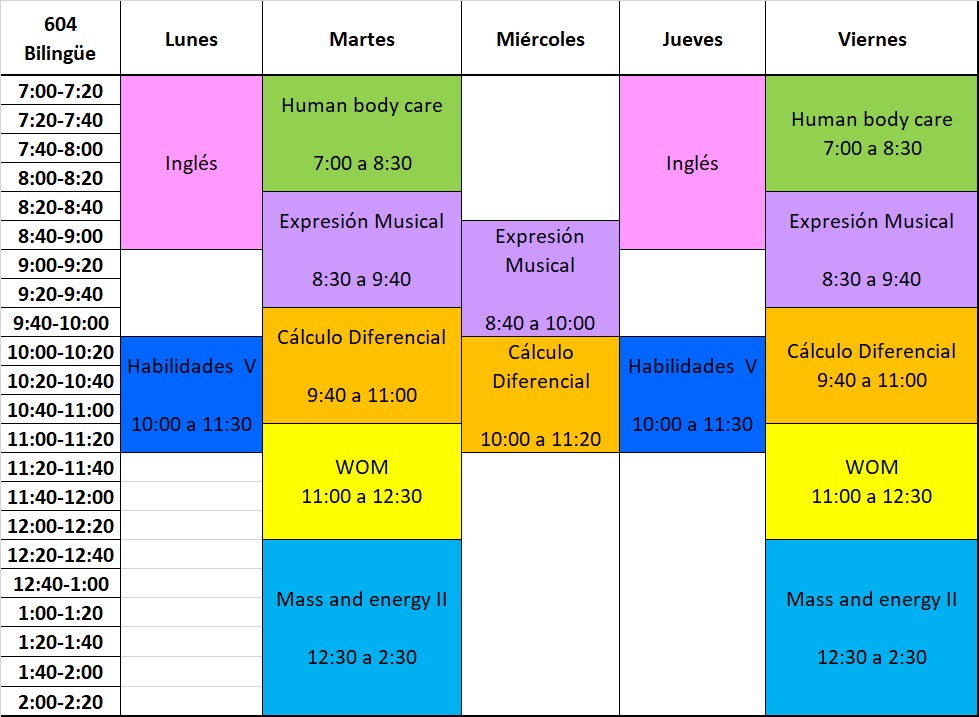 604
Bilingüe
Lunes
Martes
Miércoles
Jueves
Viernes
7:00-7:20
7:20-7:40
7:40-8:00
8:00-8:20
8:20-8:40
8:40-9:00
9:00-9:20
9:20-9:40
9:40-10:00
10:00-10:20
10:20-10:40
10:40-11:00
11:00-11:20
11:20-11:40
11:40-12:00
12:00-12:20
12:20-12:40
12:40-1:00
1:00-1:20
1:20-1:40
1:40-2:00
2:00-2:20
Inglés
Habilidades V
10:00 a 11:30
Human body care
7:00 a 8:30
Expresión Musical
8:30 a 9:40
Cálculo Diferencial
9:40 a 11:00
WOM
11:00 a 12:30
Mass and energy II
12:30 a 2:30
Expresión
Musical
8:40 a 10:00
Cálculo
Diferencial
10:00 a 11:20
Inglés
Habilidades V
10:00 a 11:30
Human body care
7:00 a 8:30
Expresión Musical
8:30 a 9:40
Cálculo Diferencial
9:40 a 11:00
WOM
11:00 a 12:30
Mass and energy II
12:30 a 2:30